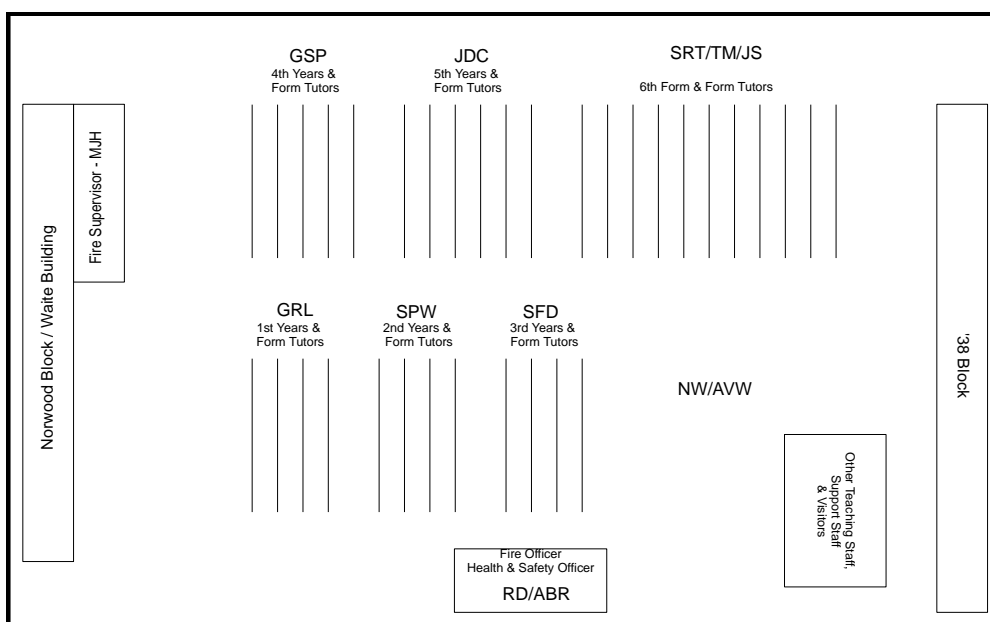 GSP
4th Years &
Form Tutors
JDC
5th Years &
Form Tutors
SRT/TM/JS
6th Form & Form Tutors
Norwood Block / Waite Building
Fire Supervisor - MJH
GRL
1st Years &
Form Tutors
SPW
2nd Years &
Form Tutors
SFD
3rd Years &
Form Tutors
NW/AVW
'38 Block
Other Teaching Staff,
Support Staff
& Visitors
Fire Officer
Health & Safety Officer
RD/ABR